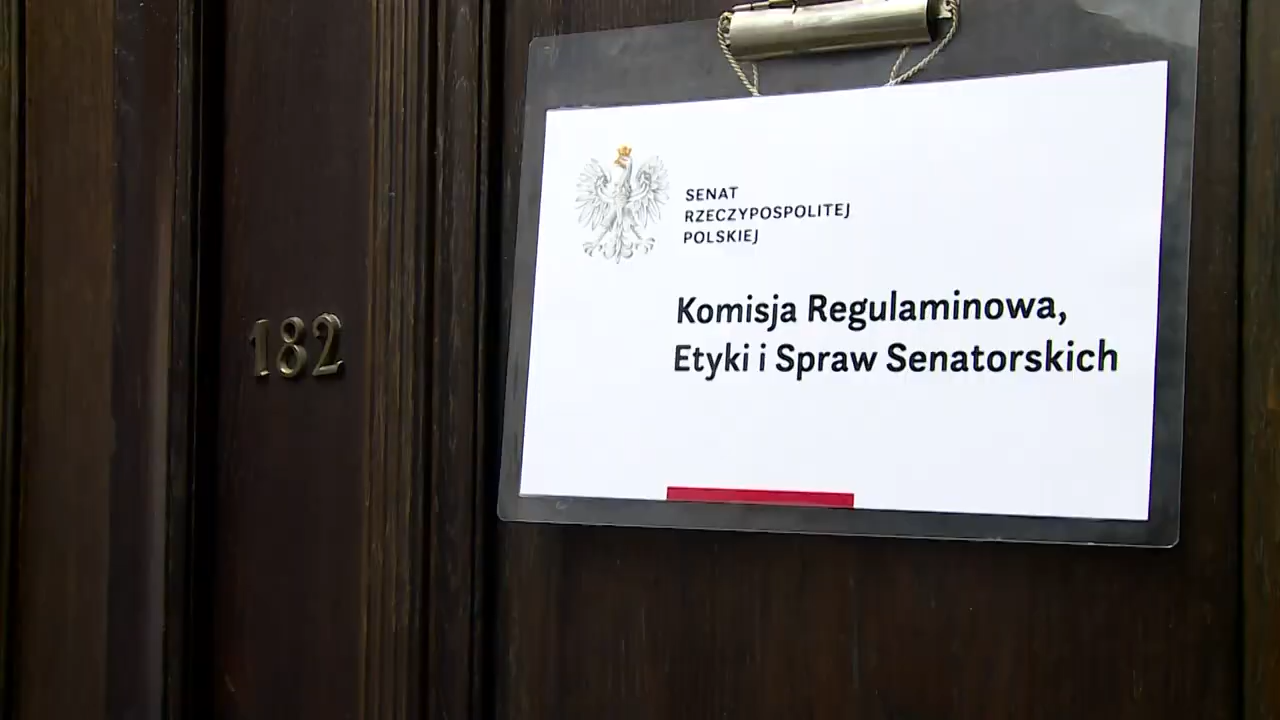 182
SENAT
RZECZYPOSPOLITEJ
POLSKIEJ
Komisja Regulaminowa,
Etyki i Spraw Senatorskich